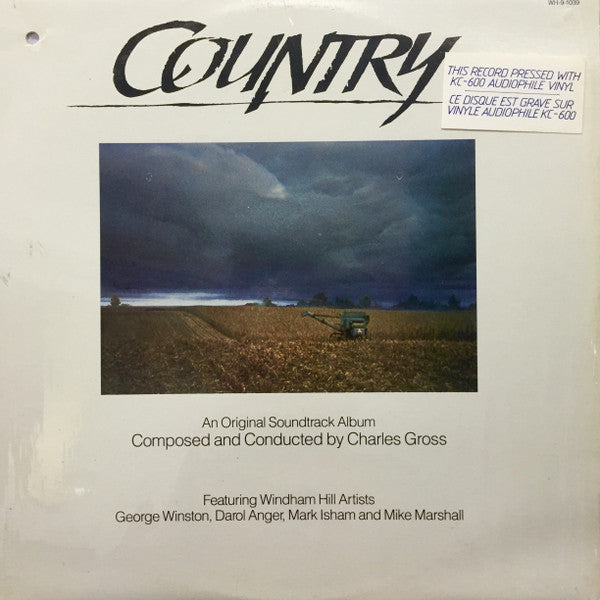 WH-9-1039
COUNTRY
THIS RECORD PRESSED WITH
KC-600 AUDIOPHILE VINYL
CE DISQUE EST GRAVE SUR
VINYLE AUDIOPHILE KC-600
An Original Soundtrack Album
Composed and Conducted by Charles Gross
Featuring Windham Hill Artists
George Winston, Darol Anger, Mark Isham and Mike Marshall